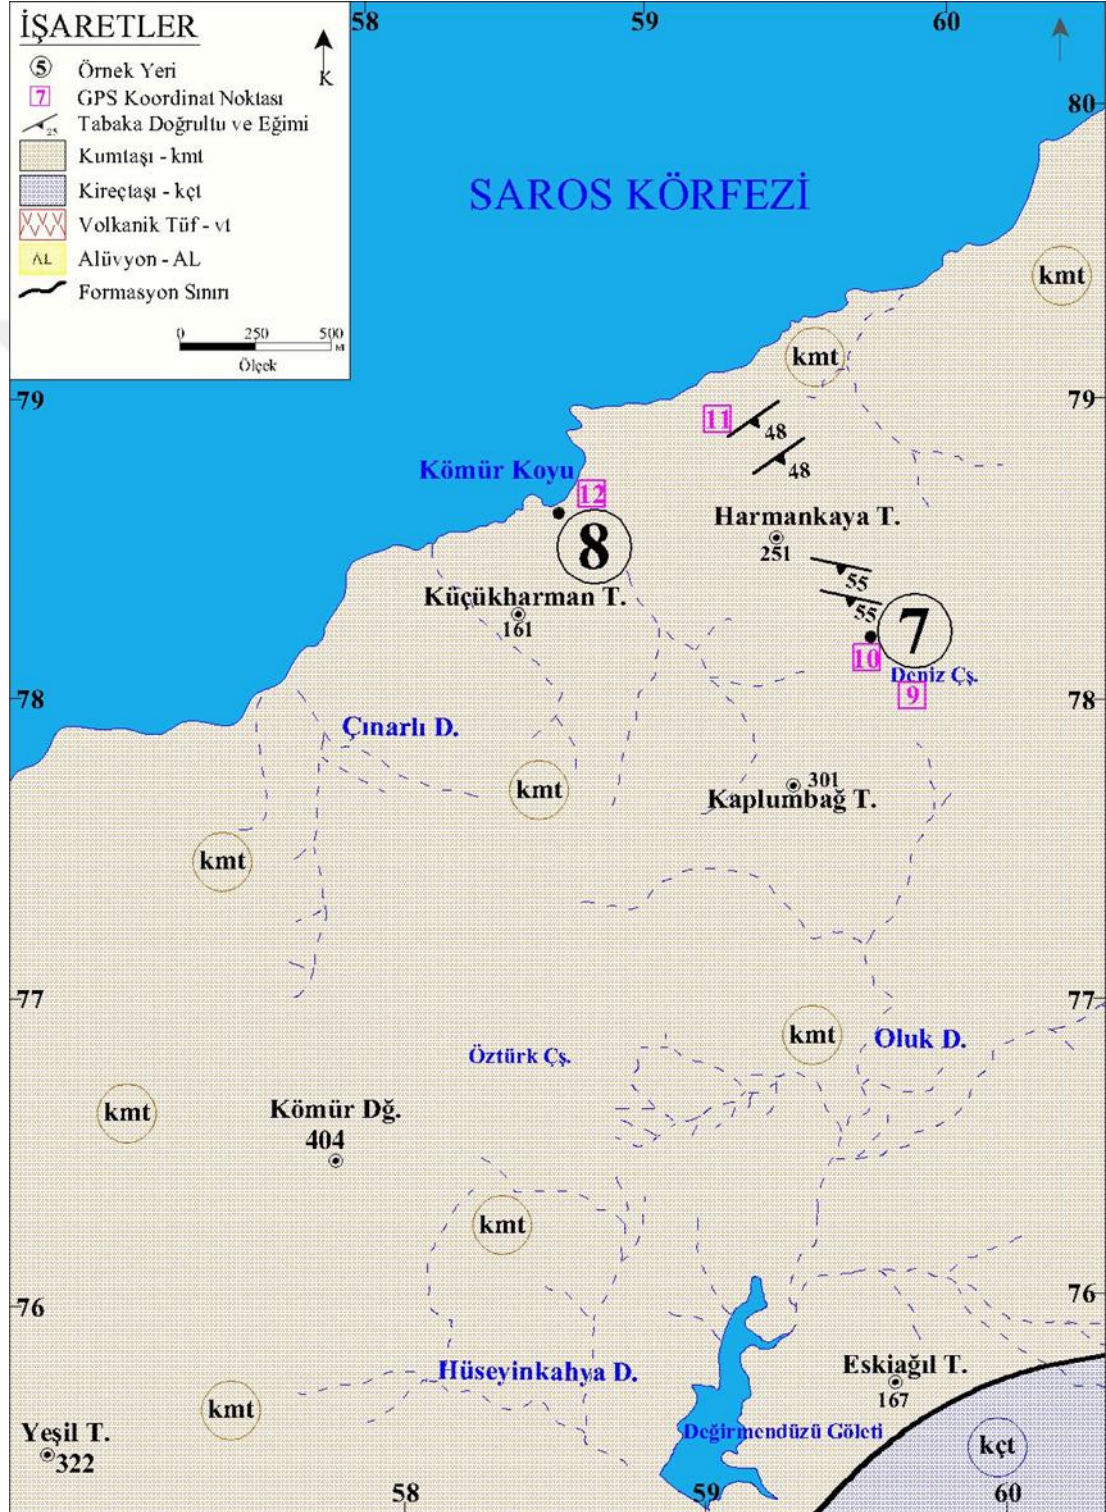 58 59 60
İŞARETLER
K
5 Örnek Yeri
7 GPS Koordinat Noktası
25 Tabaka Doğrultu ve Eğimi
Kumtaşı - kmt
Kireçtaşı - kçt
Volkanik Tüf - vt
AL Alüvyon - AL
Formasyon Sınırı
0 250 500
M
Ölçek
80
SAROS KÖRFEZİ
kmt
kmt
79 79
11
48
Kömür Koyu
48
12
Harmankaya T.
251
8
55
Küçükharman T.
55
161
7
10
Deniz Çş.
9
78 78
Çınarlı D.
301
kmt
Kaplumbağ T.
kmt
77 77
kmt
Oluk D.
Öztürk Çş.
kmt
Kömür Dğ.
404
kmt
76 76
Eskiağıl T.
167
Hüseyinkahya D.
kmt
Yeşil T.
322
Değirmendüzü Göleti
kçt
58 59 60